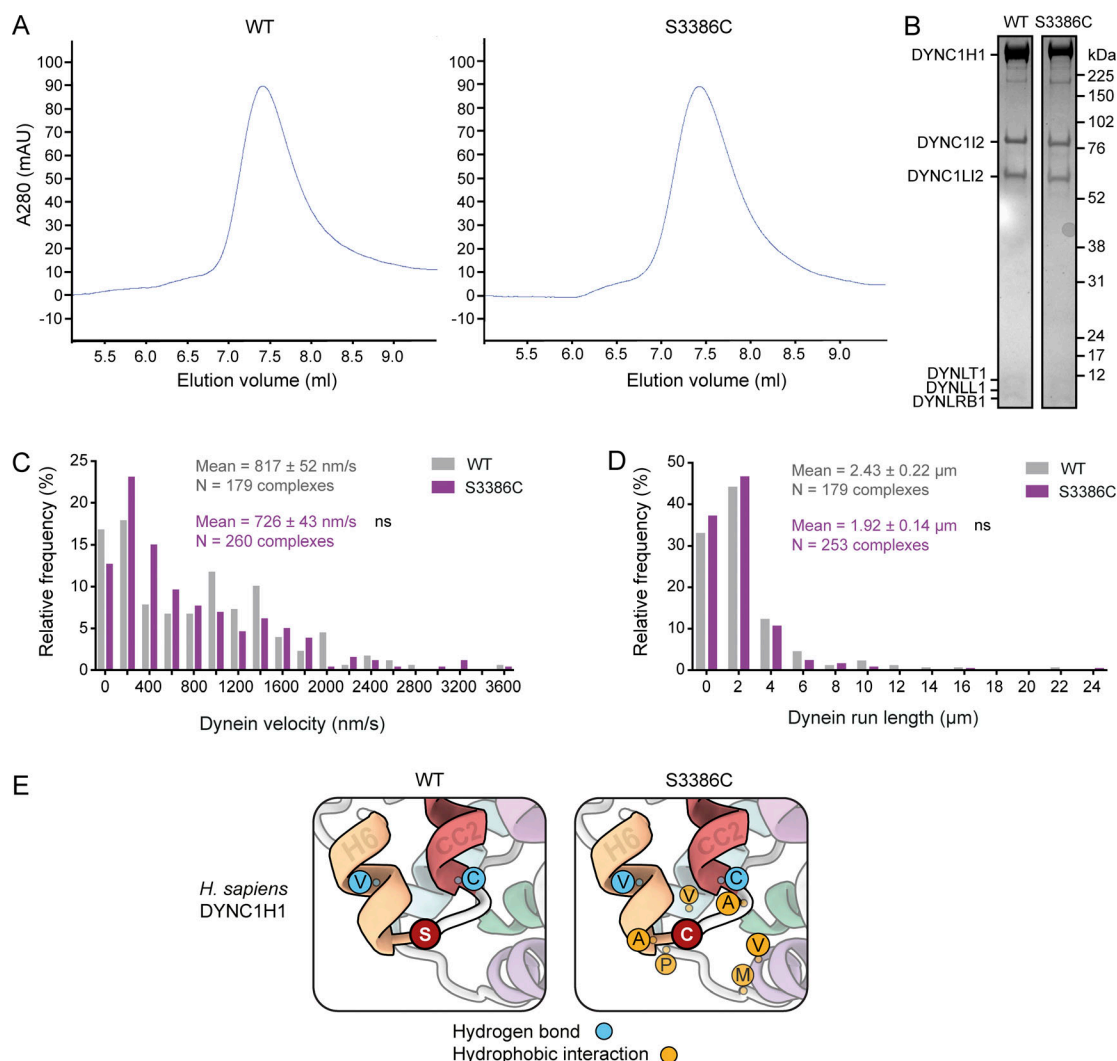 A
WT
S3386C
100
90
80
70
60
50
40
30
20
10
0
-10
A280 (mAU)
5.5 6.0 6.5 7.0 7.5 8.0 8.5 9.0
Elution volume (ml)
100
90
80
70
60
50
40
30
20
10
0
-10
5.5 6.0 6.5 7.0 7.5 8.0 8.5 9.0
Elution volume (ml)
B
WT S3386C
DYNC1H1
DYNC1I2
DYNC1LI2
DYNLT1
DYNLL1
DYNLRB1
kDa
225
150
102
76
52
38
31
24
17
12
C
Relative frequency (%)
25
20
15
10
5
0
Mean = 817 ± 52 nm/s
N = 179 complexes
Mean = 726 ± 43 nm/s ns
N = 260 complexes
WT
S3386C
0 400 800 1200 1600 2000 2400 2800 3200 3600
Dynein velocity (nm/s)
D
Relative frequency (%)
50
40
30
20
10
0
Mean = 2.43 ± 0.22 µm
N = 179 complexes
Mean = 1.92 ± 0.14 µm ns
N = 253 complexes
WT
S3386C
0 2 4 6 8 10 12 14 16 18 20 22 24
Dynein run length (µm)
E
WT
S3386C
H. sapiens
DYNC1H1
H6
CC2
V
C
S
H6
CC2
V
C
V
A
A
C
P
V
M
Hydrogen bond
Hydrophobic interaction